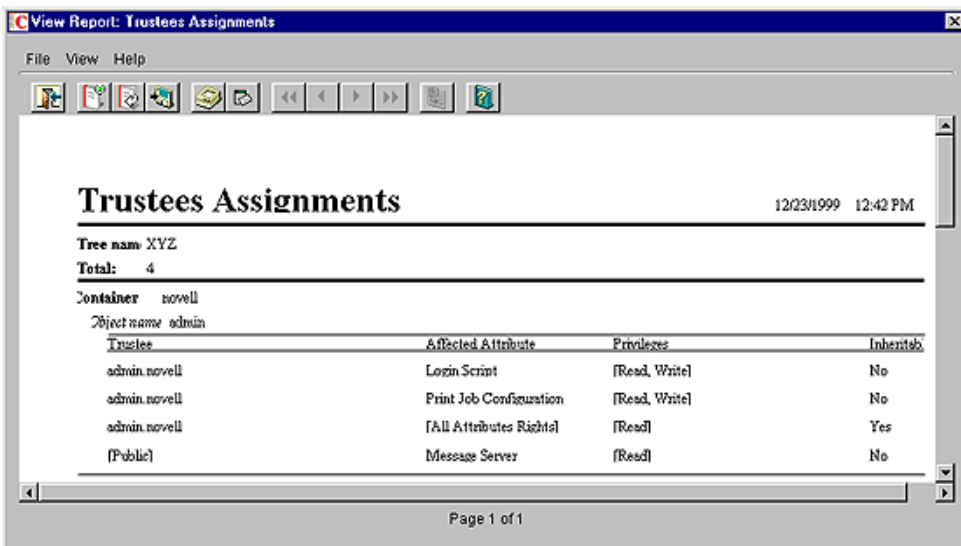 View Report: Trustees Assignments
File View Help
Trustees Assignments 12/23/1999 12:42 PM
Tree nam XYZ
Total: 4
Container novell
Object name admin
Trustee Affected Attribute Privileges Inheritab
admin.novell Login Script [Read, Write] No
admin.novell Print Job Configuration [Read, Write] No
admin.novell [All Attributes Rights] [Read] Yes
[Public] Message Server [Read] No
Page 1 of 1